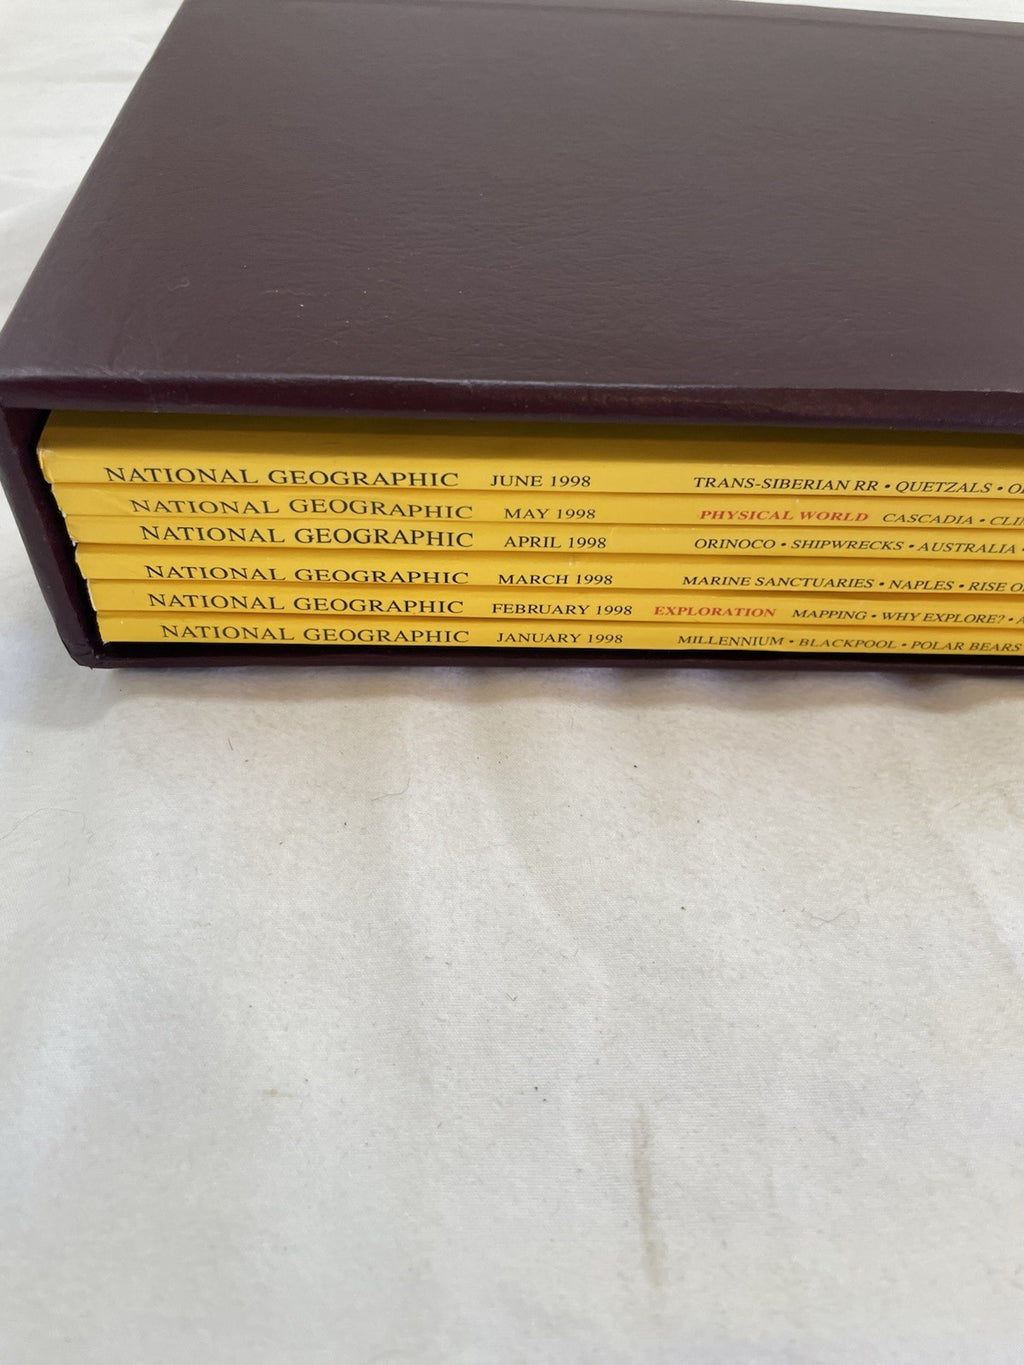 NATIONAL GEOGRAPHIC JUNE 1998 TRANS-SIBERIAN RR • QUETZALS •
NATIONAL GEOGRAPHIC MAY 1998 PHYSICAL WORLD CASCADIA •
NATIONAL GEOGRAPHIC APRIL 1998 ORINOCO • SHIPWRECKS • AUSTRALIA •
NATIONAL GEOGRAPHIC MARCH 1998 MARINE SANCTUARIES • NAPLES • RISE
NATIONAL GEOGRAPHIC FEBRUARY 1998 EXPLORATION MAPPING • WHY EXPLORE? •
NATIONAL GEOGRAPHIC JANUARY 1998 MILLENNIUM • BLACKPOOL • POLAR BEARS